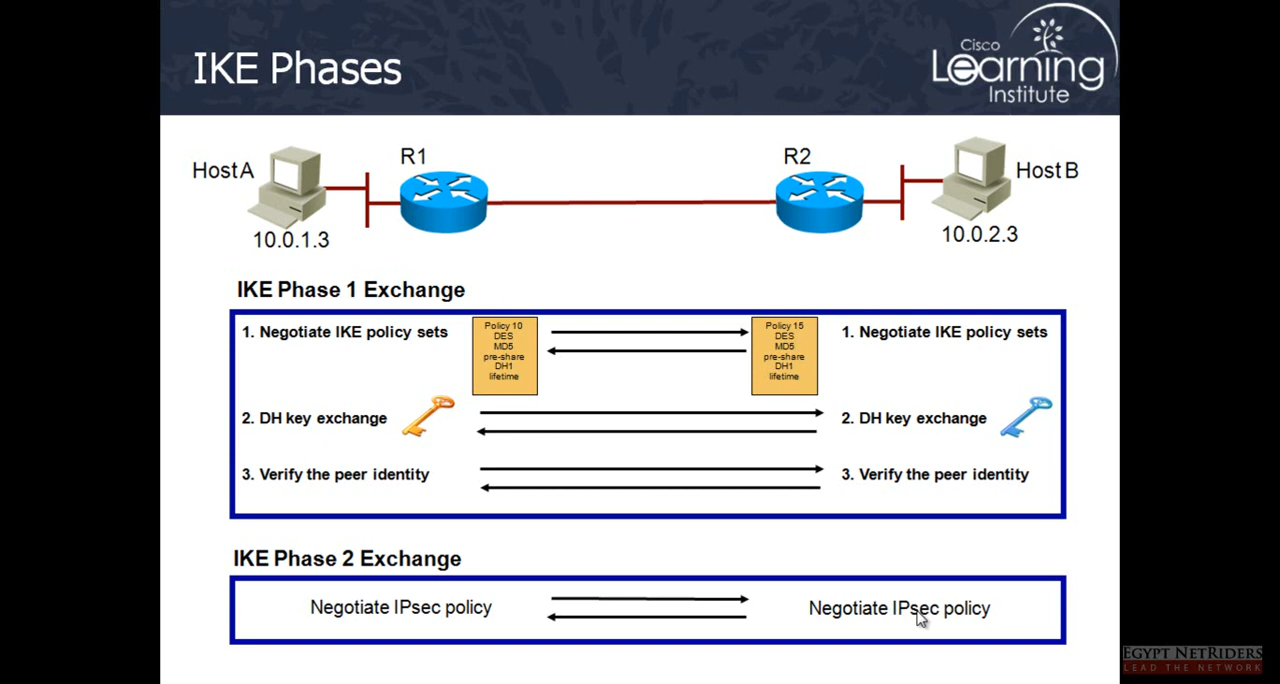 IKE Phases
Cisco
Learning
Institute
HostA
R1
R2
Host B
10.0.1.3
10.0.2.3
IKE Phase 1 Exchange
1. Negotiate IKE policy sets
Policy 10
DES
MD5
pre-share
DH1
lifetime
Policy 15
DES
MD5
pre-share
DH1
lifetime
1. Negotiate IKE policy sets
2. DH key exchange
2. DH key exchange
3. Verify the peer identity
3. Verify the peer identity
IKE Phase 2 Exchange
Negotiate IPsec policy
Negotiate IPsec policy
EGYPT NETRIDERS
LEAD THE NETWORK